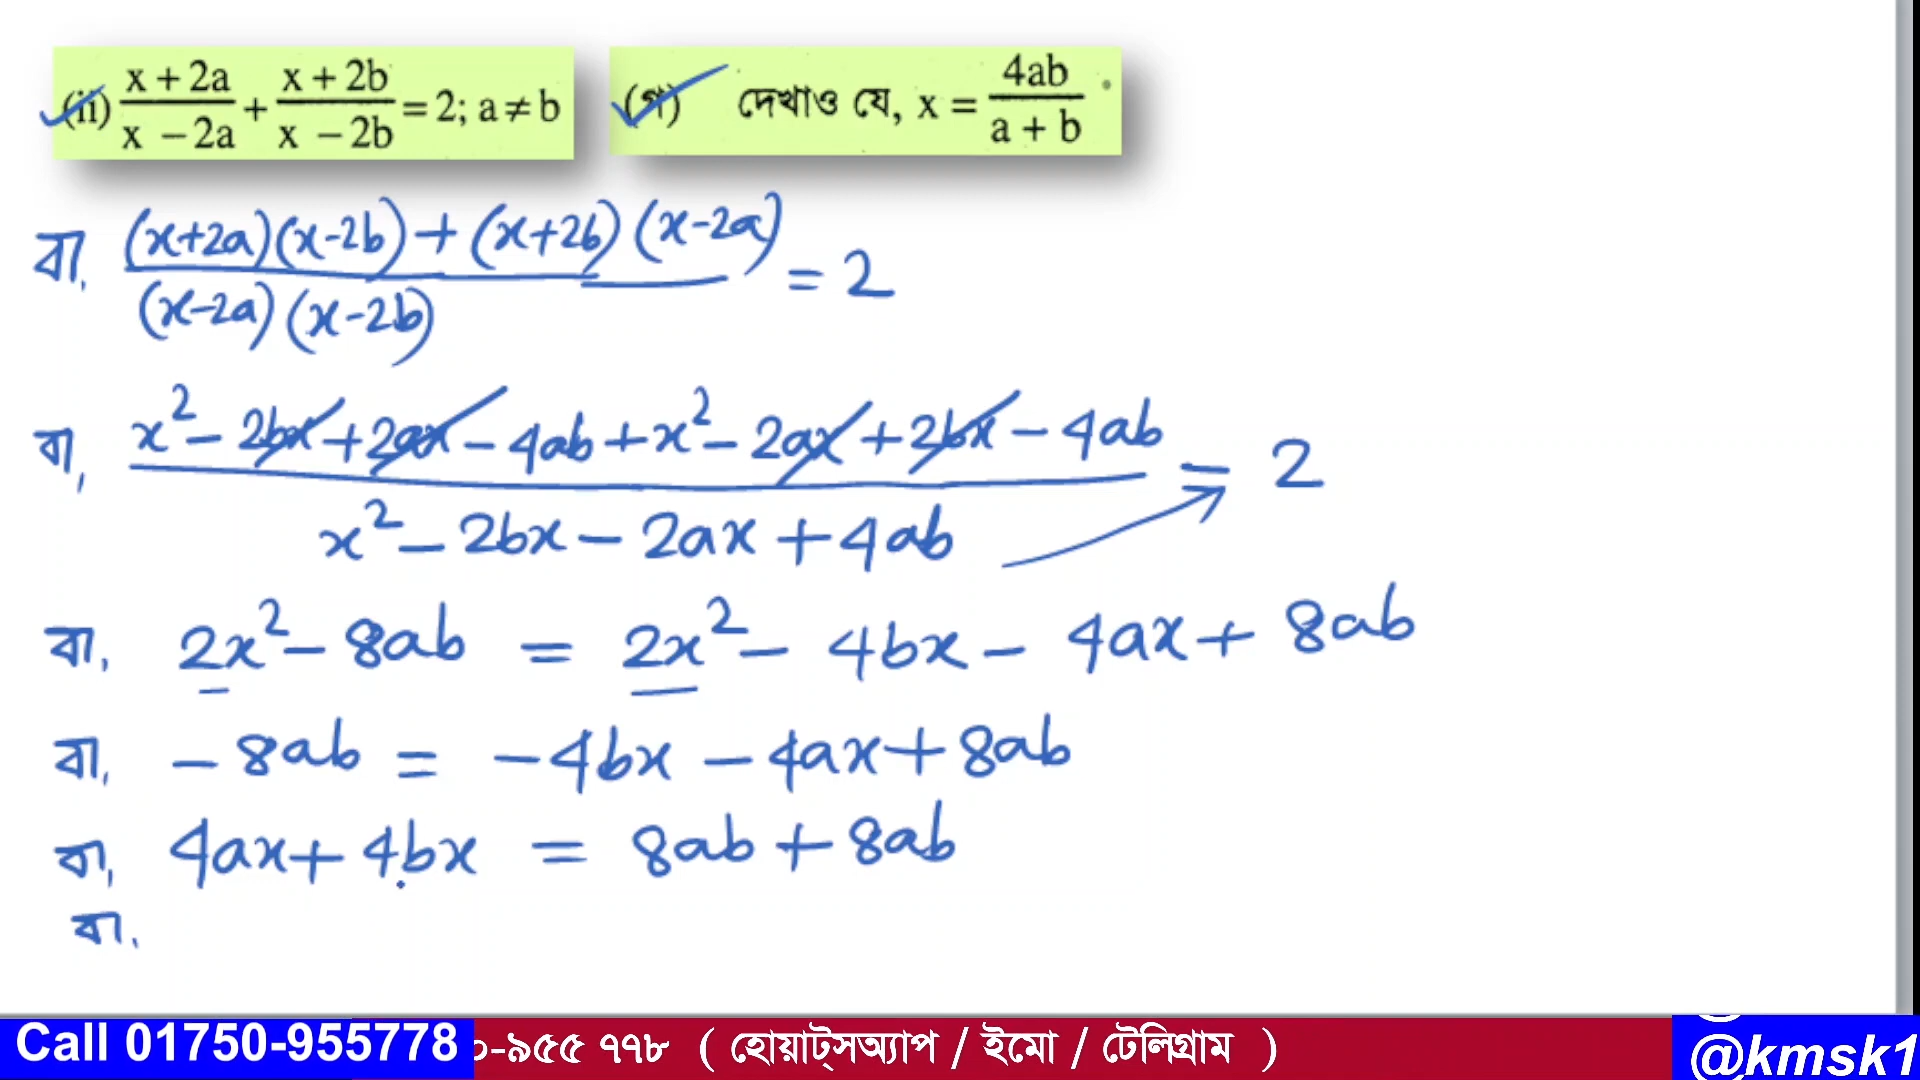 (ii) (x + 2a)/(x - 2a) + (x + 2b)/(x - 2b) = 2; a ≠ b
(গ) দেখাও যে, x = 4ab/(a + b)
বা, ((x+2a)(x-2b) + (x+2b)(x-2a))/((x-2a)(x-2b)) = 2
বা, (x² - 2bx + 2ax - 4ab + x² - 2ax + 2bx - 4ab)/(x² - 2bx - 2ax + 4ab) = 2
বা, 2x² - 8ab = 2x² - 4bx - 4ax + 8ab
বা, - 8ab = - 4bx - 4ax + 8ab
বা, 4ax + 4bx = 8ab + 8ab
বা,
Call 01750-955778 ০-৯৫৫ ৭৭৮ ( হোয়াট্সঅ্যাপ / ইমো / টেলিগ্রাম ) @kmsk1